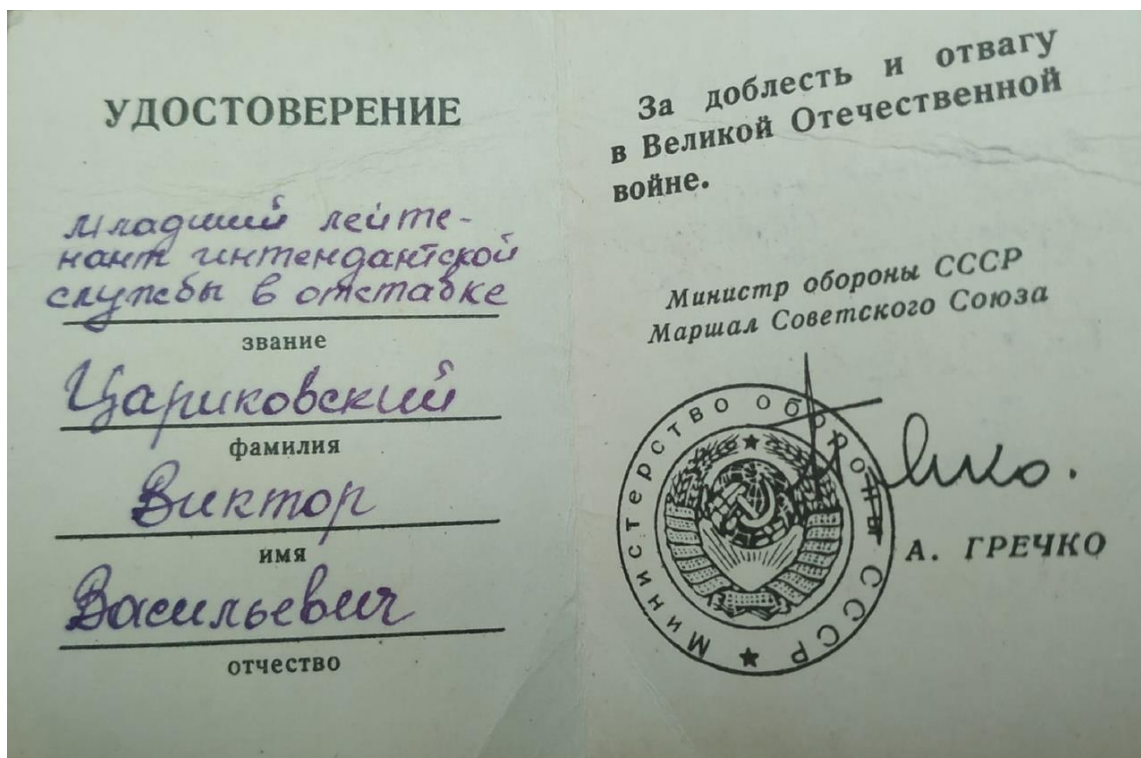 УДОСТОВЕРЕНИЕ
младший лейте-
нант интендантской
службы в отставке
звание
Цариковский
фамилия
Виктор
имя
Васильевич
отчество
За доблесть и отвагу
в Великой Отечественной
войне.
Министр обороны СССР
Маршал Советского Союза
Министерство обороны СССР
А. ГРЕЧКО